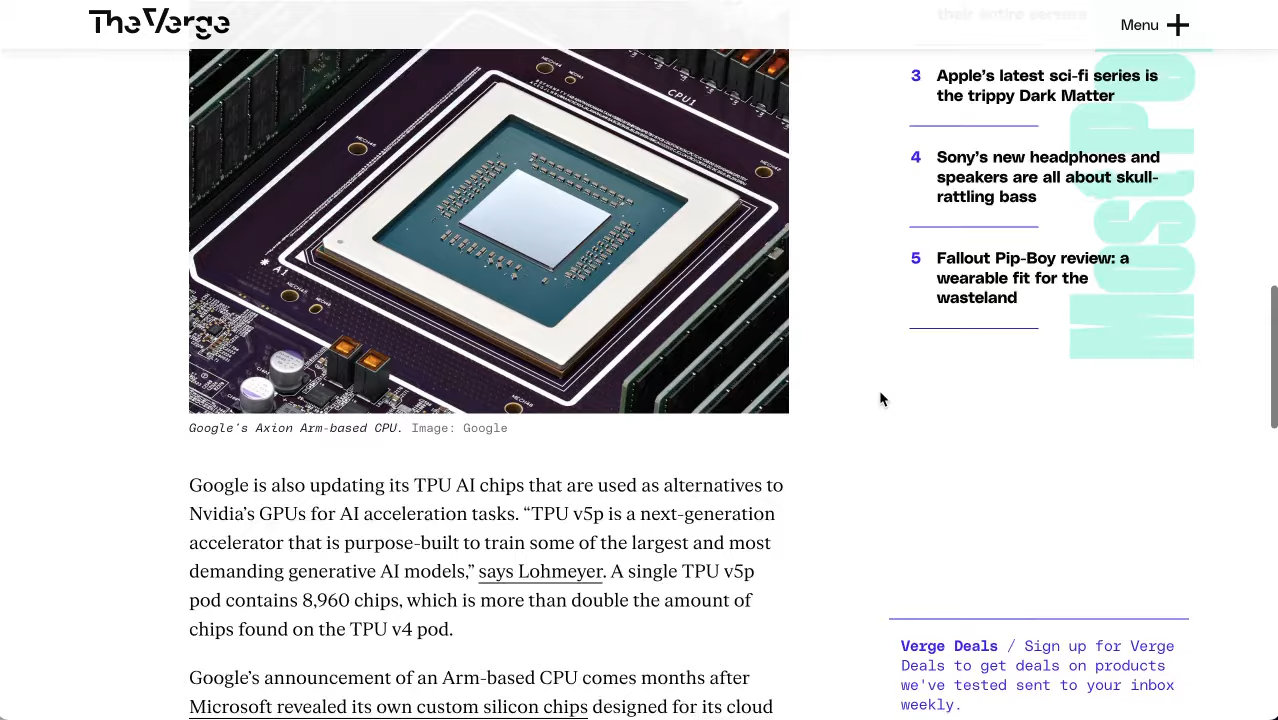 The Verge
Menu
CPU1
A1
Google's Axion Arm-based CPU. Image: Google
Google is also updating its TPU AI chips that are used as alternatives to
Nvidia’s GPUs for AI acceleration tasks. “TPU v5p is a next-generation
accelerator that is purpose-built to train some of the largest and most
demanding generative AI models,” says Lohmeyer. A single TPU v5p
pod contains 8,960 chips, which is more than double the amount of
chips found on the TPU v4 pod.
Google’s announcement of an Arm-based CPU comes months after
Microsoft revealed its own custom silicon chips designed for its cloud
their entire
3 Apple’s latest sci-fi series is
the trippy Dark Matter
4 Sony’s new headphones and
speakers are all about skull-
rattling bass
5 Fallout Pip-Boy review: a
wearable fit for the
wasteland
Most Po
Verge Deals / Sign up for Verge
Deals to get deals on products
we've tested sent to your inbox
weekly.